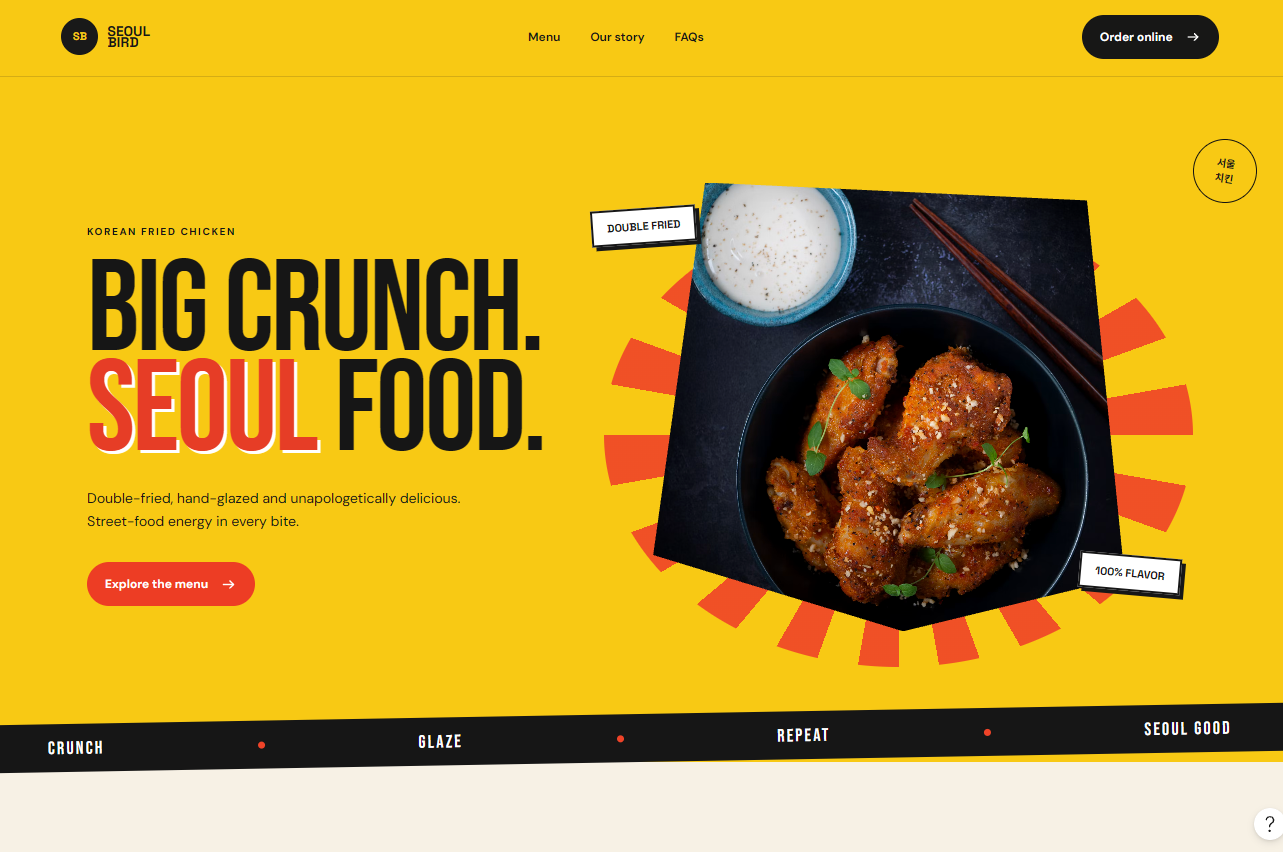 SB
SEOUL
BIRD
Menu
Our story
FAQs
Order online
서울
치킨
DOUBLE FRIED
KOREAN FRIED CHICKEN
BIG CRUNCH.
SEOUL FOOD.
Double-fried, hand-glazed and unapologetically delicious.
Street-food energy in every bite.
Explore the menu
100% FLAVOR
CRUNCH
GLAZE
REPEAT
SEOUL GOOD
?